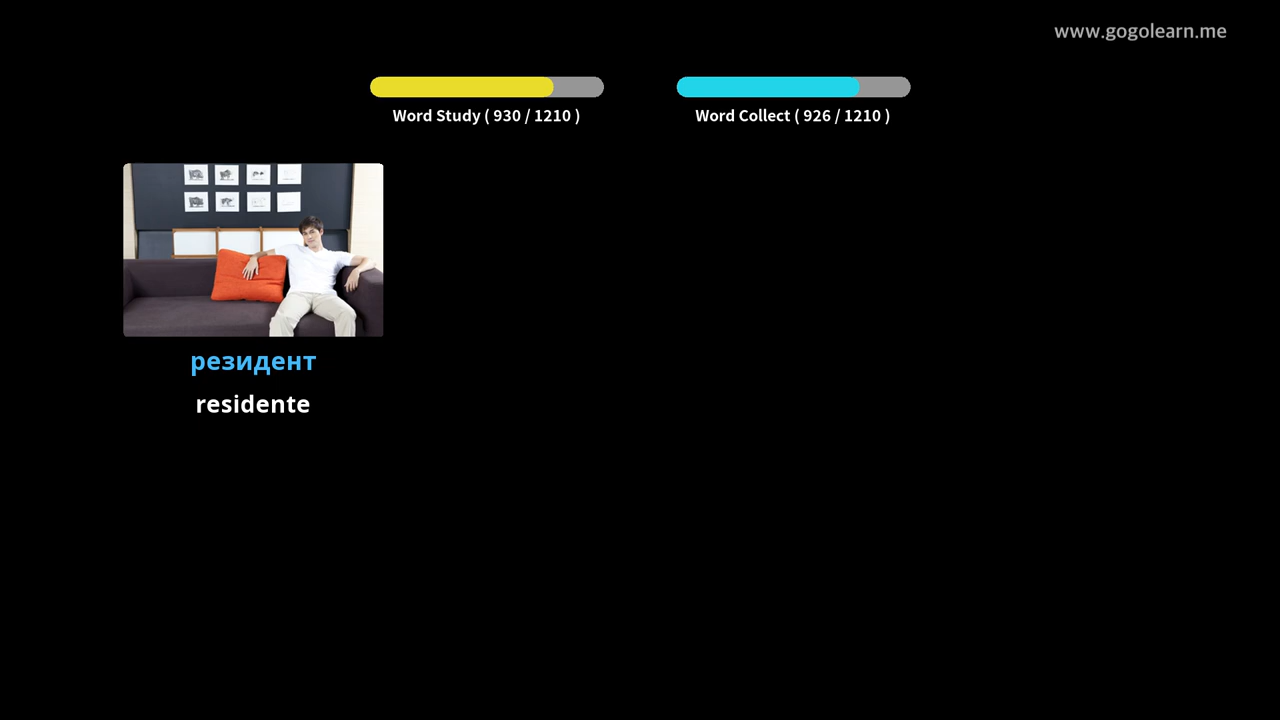 www.gogolearn.me
Word Study ( 930 / 1210 )
Word Collect ( 926 / 1210 )
резидент
residente